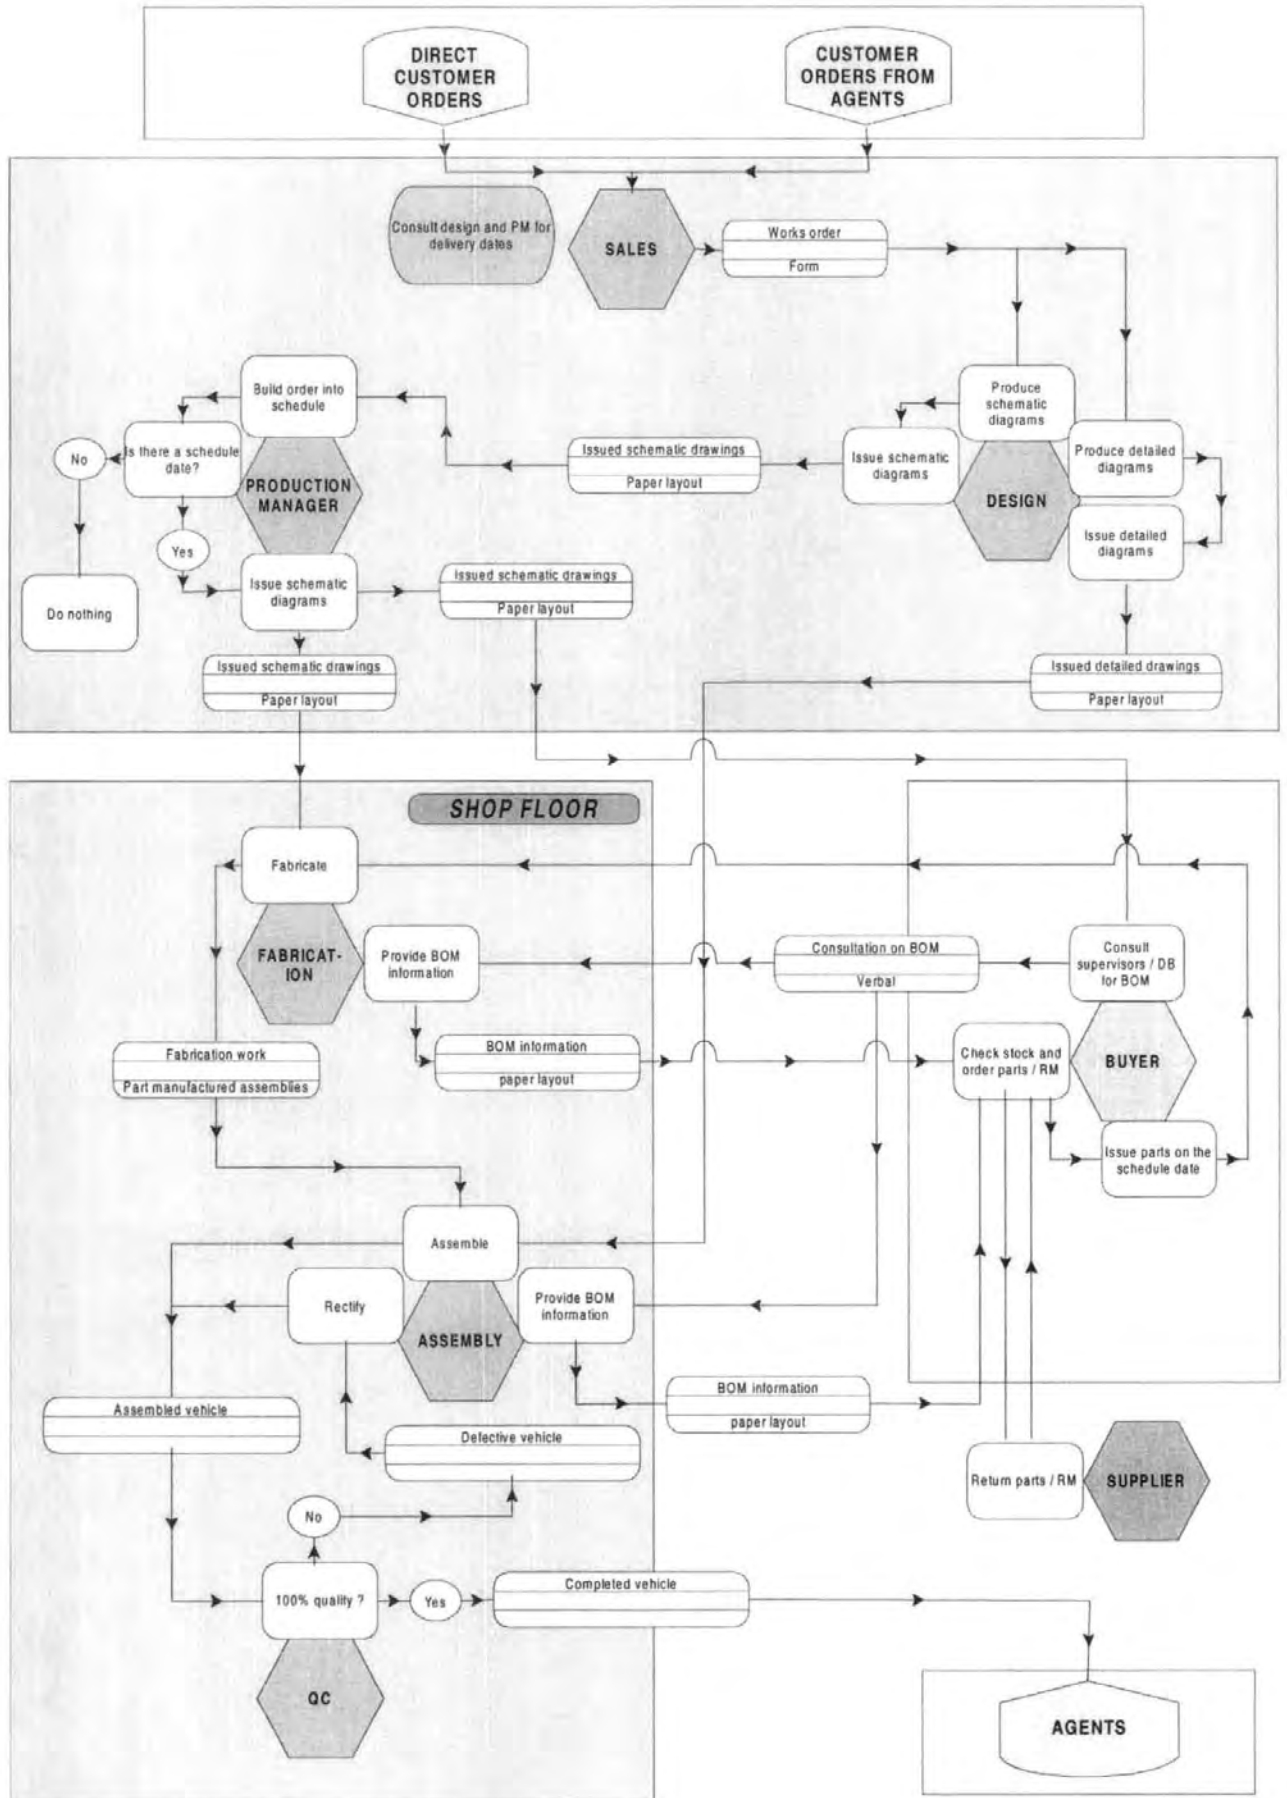 DIRECT
CUSTOMER
ORDERS
CUSTOMER
ORDERS FROM
AGENTS
Consult design and PM for
delivery dates
SALES
Works order
Form
Build order into
schedule
Produce
schematic
diagrams
No
Is there a schedule
date?
Issued schematic drawings
Paper layout
Issue schematic
diagrams
Produce detailed
diagrams
PRODUCTION
MANAGER
DESIGN
Yes
Issue detailed
diagrams
Do nothing
Issue schematic
diagrams
Issued schematic drawings
Paper layout
Issued schematic drawings
Paper layout
Issued detailed drawings
Paper layout
SHOP FLOOR
Fabricate
FABRICAT-
ION
Provide BOM
information
Consultation on BOM
Verbal
Consult
supervisors / DB
for BOM
Fabrication work
Part manufactured assemblies
BOM information
paper layout
Check stock and
order parts / RM
BUYER
Issue parts on the
schedule date
Assemble
Rectify
ASSEMBLY
Provide BOM
information
Assembled vehicle
BOM information
paper layout
Defective vehicle
Return parts / RM
SUPPLIER
No
100% quality ?
Yes
Completed vehicle
QC
AGENTS